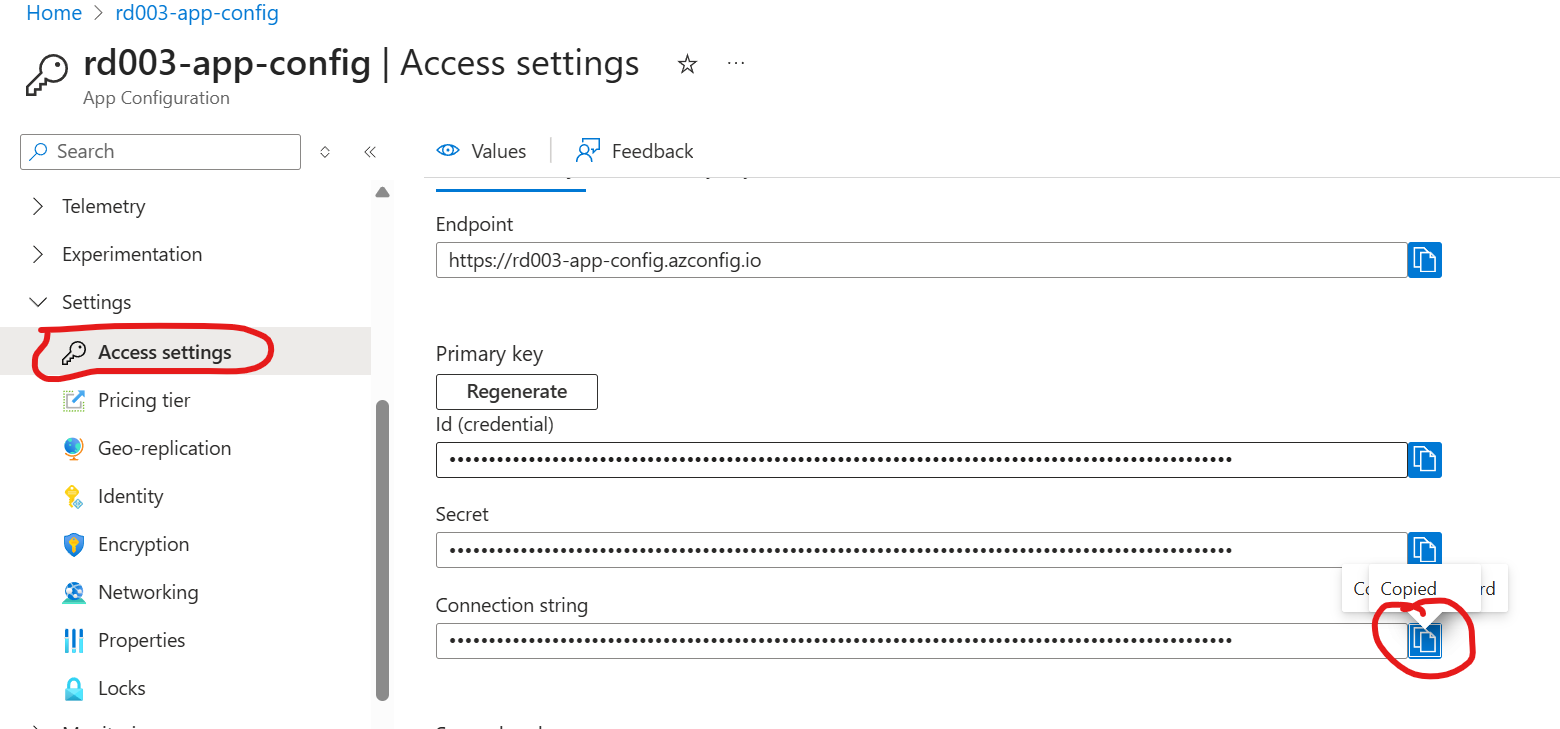 Home > rd003-app-config
rd003-app-config | Access settings
App Configuration
Search
Telemetry
Experimentation
Settings
Access settings
Pricing tier
Geo-replication
Identity
Encryption
Networking
Properties
Locks
Values
Feedback
Endpoint
https://rd003-app-config.azconfig.io
Primary key
Regenerate
Id (credential)
Secret
Copied
Connection string